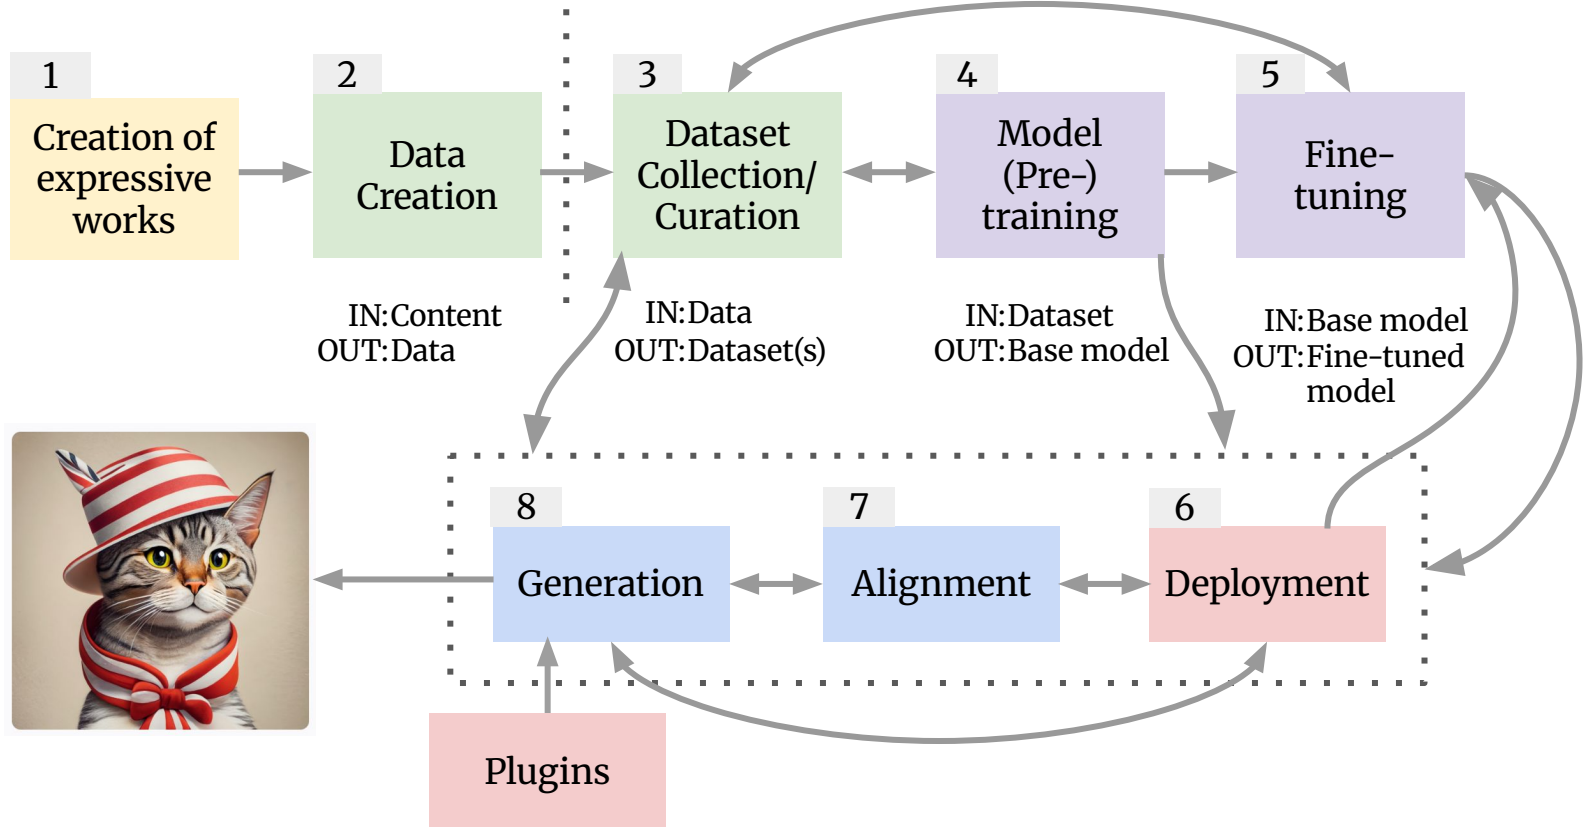 1
Creation of
expressive
works
2
Data
Creation
IN:Content
OUT:Data
3
Dataset
Collection/
Curation
IN:Data
OUT:Dataset(s)
4
Model
(Pre-)
training
IN:Dataset
OUT:Base model
5
Fine-
tuning
IN:Base model
OUT:Fine-tuned
model
8
Generation
7
Alignment
6
Deployment
Plugins